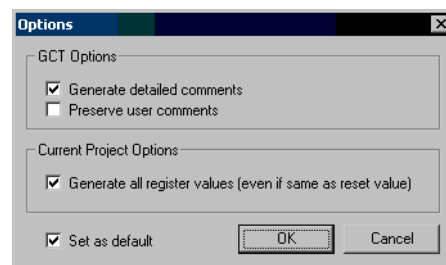 Options
GCT Options
Generate detailed comments
Preserve user comments
Current Project Options
Generate all register values (even if same as reset value)
Set as default
OK
Cancel